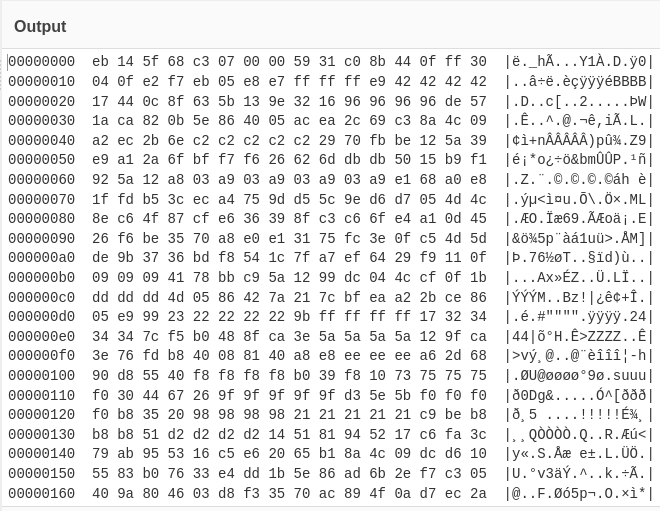 Output
00000000 eb 14 5f 68 c3 07 00 00 59 31 c0 8b 44 0f ff 30 |ë._hÃ...Y1À.D.ÿ0|
00000010 04 0f e2 f7 eb 05 e8 e7 ff ff ff e9 42 42 42 42 |..â÷ë.èçÿÿÿéBBBB|
00000020 17 44 0c 8f 63 5b 13 9e 32 16 96 96 96 96 de 57 |.D..c[..2.....ÞW|
00000030 1a ca 82 0b 5e 86 40 05 ac ea 2c 69 c3 8a 4c 09 |.Ê..^.@.¬ê,iÃ.L.|
00000040 a2 ec 2b 6e c2 c2 c2 c2 c2 29 70 fb be 12 5a 39 |¢ì+nÂÂÂÂÂ)pû¾.Z9|
00000050 e9 a1 2a 6f bf f7 f6 26 62 6d db db 50 15 b9 f1 |é¡*o¿÷ö&bmÛÛP.¹ñ|
00000060 92 5a 12 a8 03 a9 03 a9 03 a9 03 a9 e1 68 a0 e8 |.Z.¨.©.©.©.©áh è|
00000070 1f fd b5 3c ec a4 75 9d d5 5c 9e d6 d7 05 4d 4c |.ýµ<ì¤u.Õ\.Ö×.ML|
00000080 8e c6 4f 87 cf e6 36 39 8f c3 c6 6f e4 a1 0d 45 |.ÆO.Ïæ69.ÃÆoä¡.E|
00000090 26 f6 be 35 70 a8 e0 e1 31 75 fc 3e 0f c5 4d 5d |&ö¾5p¨àá1uü>.ÅM]|
000000a0 de 9b 37 36 bd f8 54 1c 7f a7 ef 64 29 f9 11 0f |Þ.76½øT..§ïd)ù..|
000000b0 09 09 09 41 78 bb c9 5a 12 99 dc 04 4c cf 0f 1b |...Ax»ÉZ..Ü.LÏ..|
000000c0 dd dd dd 4d 05 86 42 7a 21 7c bf ea a2 2b ce 86 |ÝÝÝM..Bz!|¿ê¢+Î.|
000000d0 05 e9 99 23 22 22 22 22 9b ff ff ff ff 17 32 34 |.é.#"""".ÿÿÿÿ.24|
000000e0 34 34 7c f5 b0 48 8f ca 3e 5a 5a 5a 5a 12 9f ca |44|õ°H.Ê>ZZZZ..Ê|
000000f0 3e 76 fd b8 40 08 81 40 a8 e8 ee ee ee a6 2d 68 |>vý¸@..@¨èîîî¦-h|
00000100 90 d8 55 40 f8 f8 f8 f8 b0 39 f8 10 73 75 75 75 |.ØU@øøøø°9ø.suuu|
00000110 f0 30 44 67 26 9f 9f 9f 9f 9f d3 5e 5b f0 f0 f0 |ð0Dg&.....Ó^[ððð|
00000120 f0 b8 35 20 98 98 98 98 21 21 21 21 21 c9 be b8 |ð¸5 ....!!!!!É¾¸|
00000130 b8 b8 51 d2 d2 d2 d2 14 51 81 94 52 17 c6 fa 3c |¸¸QÒÒÒÒ.Q..R.Æú<|
00000140 79 ab 95 53 16 c5 e6 20 65 b1 8a 4c 09 dc d6 10 |y«.S.Åæ e±.L.ÜÖ.|
00000150 55 83 b0 76 33 e4 dd 1b 5e 86 ad 6b 2e f7 c3 05 |U.°v3äÝ.^..k.÷Ã.|
00000160 40 9a 80 46 03 d8 f3 35 70 ac 89 4f 0a d7 ec 2a |@..F.Øó5p¬.O.×ì*|